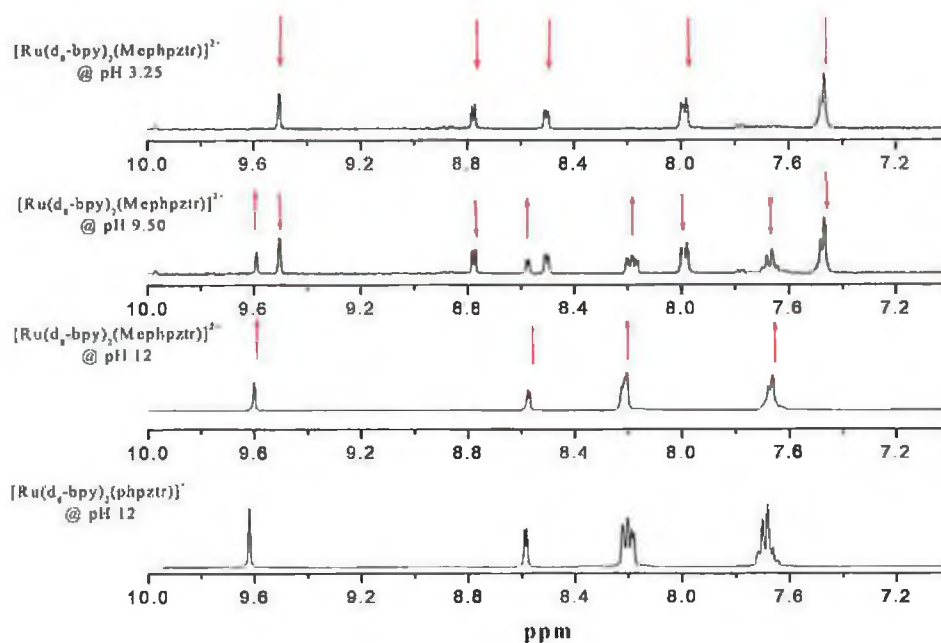 [Ru(d₈-bpy)₂(Mephpztr)]²⁺
@ pH 3.25
10.0 9.6 9.2 8.8 8.4 8.0 7.6 7.2
[Ru(d₈-bpy)₂(Mephpztr)]²⁺
@ pH 9.50
10.0 9.6 9.2 8.8 8.4 8.0 7.6 7.2
[Ru(d₈-bpy)₂(Mephpztr)]²⁺
@ pH 12
10.0 9.6 9.2 8.8 8.4 8.0 7.6 7.2
[Ru(d₈-bpy)₂(phpztr)]⁺
@ pH 12
10.0 9.6 9.2 8.8 8.4 8.0 7.6 7.2
ppm